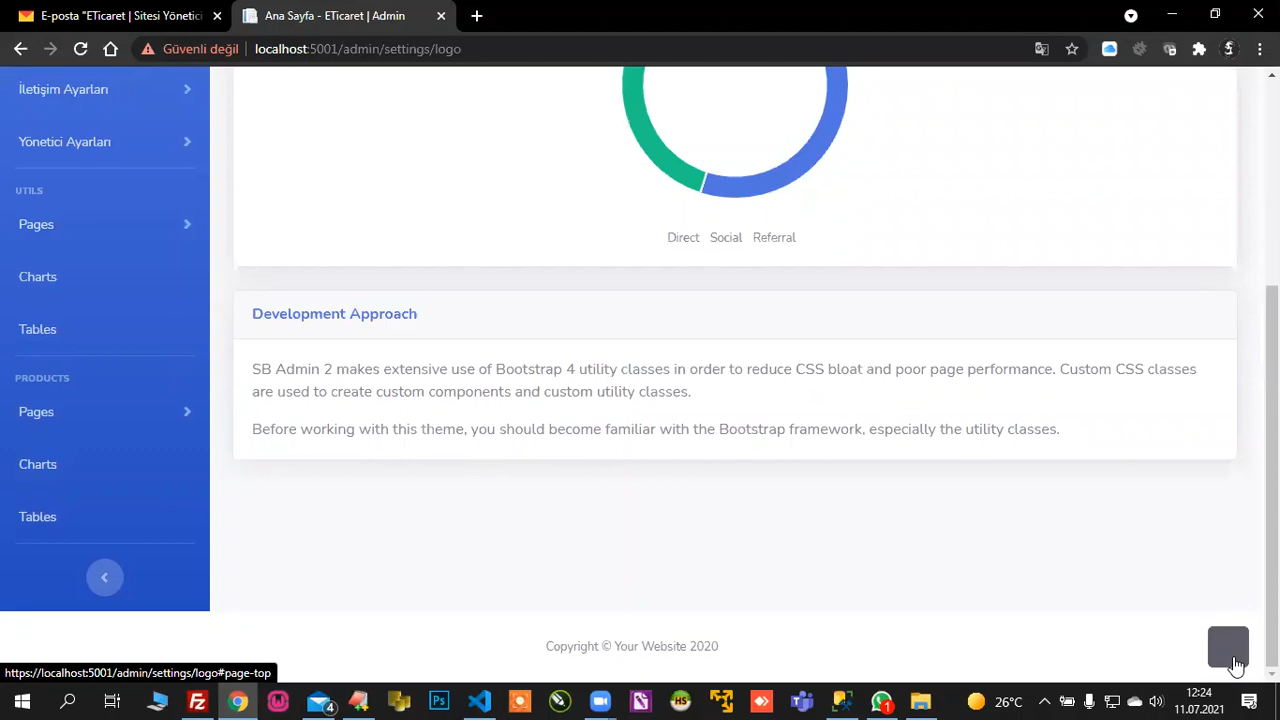 E-posta "ETicaret | Sitesi Yönetici
Ana Sayfa - ETicaret | Admin
Güvenli değil
localhost:5001/admin/settings/logo
İletişim Ayarları
Yönetici Ayarları
UTILS
Pages
Charts
Tables
PRODUCTS
Pages
Charts
Tables
Direct Social Referral
Development Approach
SB Admin 2 makes extensive use of Bootstrap 4 utility classes in order to reduce CSS bloat and poor page performance. Custom CSS classes
are used to create custom components and custom utility classes.
Before working with this theme, you should become familiar with the Bootstrap framework, especially the utility classes.
Copyright © Your Website 2020
https://localhost:5001/admin/settings/logo#page-top
4
Ps
HS
1
26°C
12:24
11.07.2021